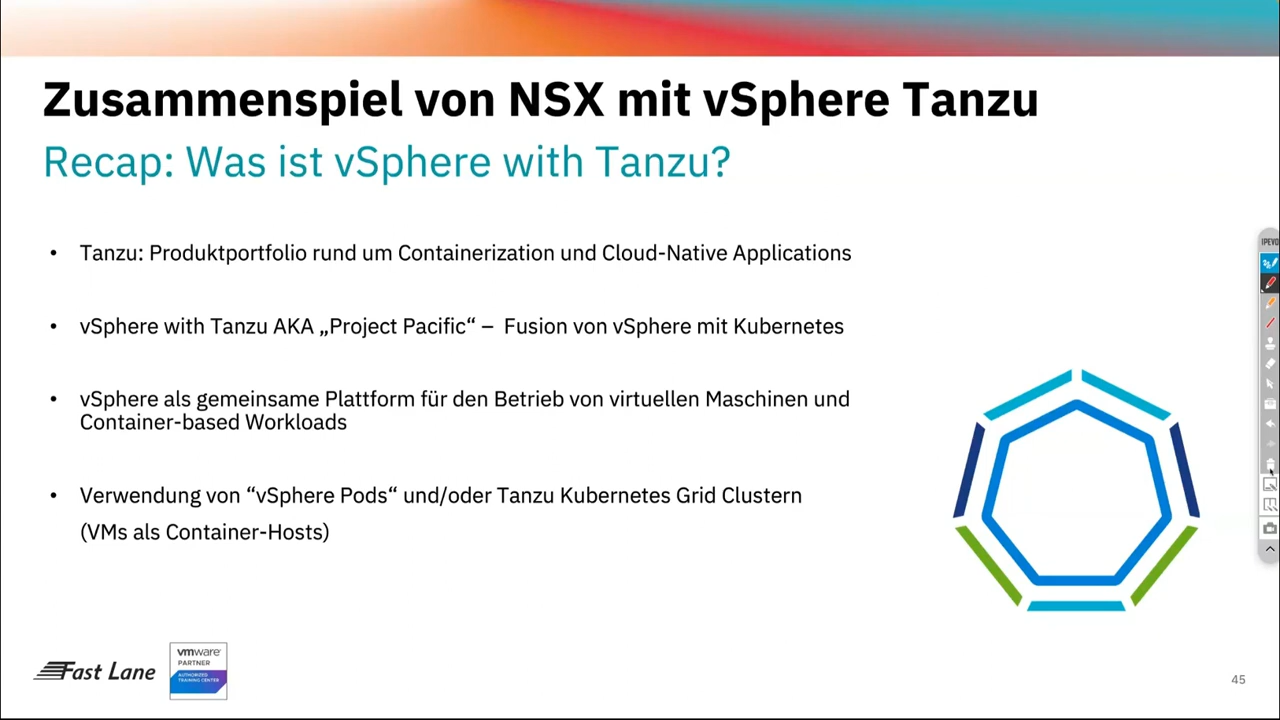 Zusammenspiel von NSX mit vSphere Tanzu
Recap: Was ist vSphere with Tanzu?
• Tanzu: Produktportfolio rund um Containerization und Cloud-Native Applications
• vSphere with Tanzu AKA „Project Pacific“ – Fusion von vSphere mit Kubernetes
• vSphere als gemeinsame Plattform für den Betrieb von virtuellen Maschinen und
Container-based Workloads
• Verwendung von “vSphere Pods“ und/oder Tanzu Kubernetes Grid Clustern
(VMs als Container-Hosts)
IPEVO
Fast Lane
vmware®
PARTNER
AUTHORIZED
TRAINING CENTER
45